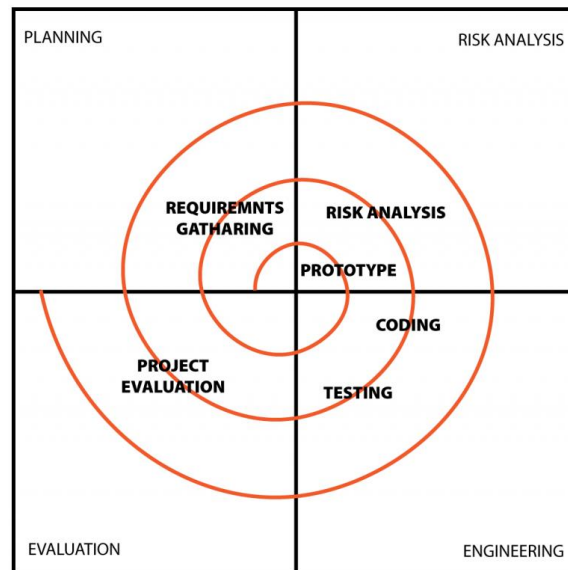 PLANNING
RISK ANALYSIS
REQUIREMNTS
GATHARING
RISK ANALYSIS
PROTOTYPE
CODING
PROJECT
EVALUATION
TESTING
EVALUATION
ENGINEERING